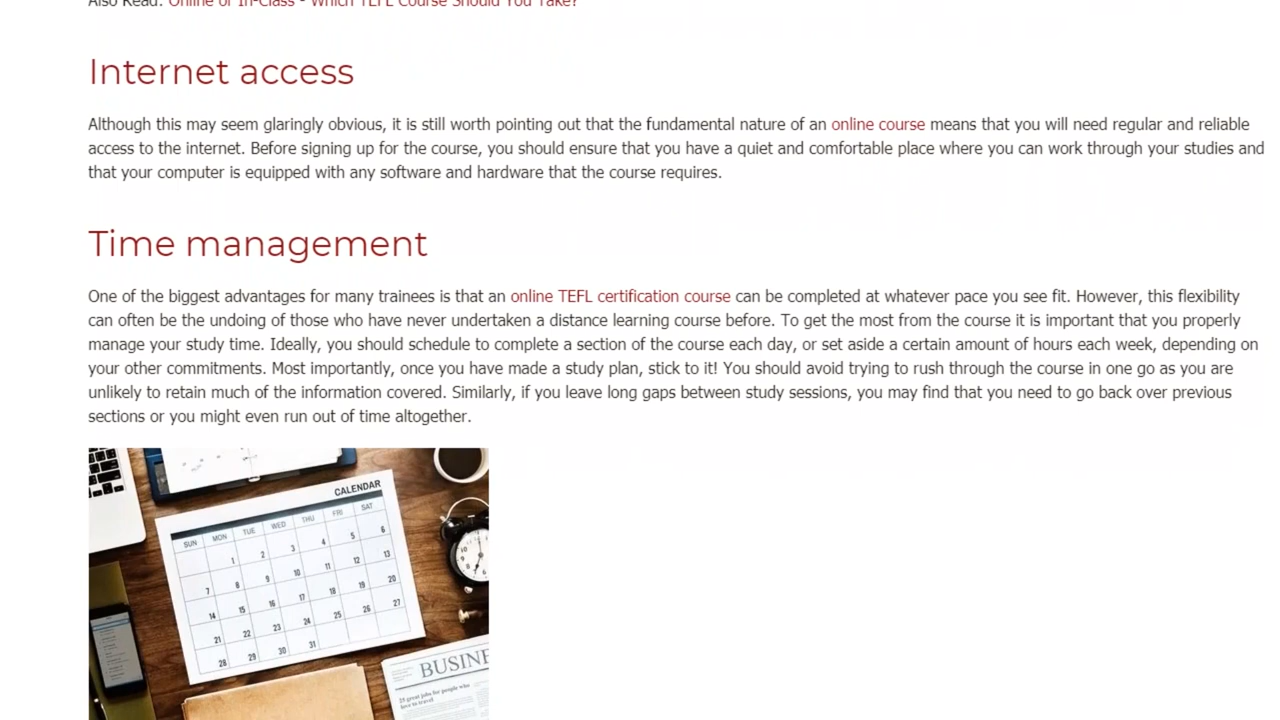 Also Read: Online or In-Class - Which TEFL Course Should You Take?
Internet access
Although this may seem glaringly obvious, it is still worth pointing out that the fundamental nature of an online course means that you will need regular and reliable
access to the internet. Before signing up for the course, you should ensure that you have a quiet and comfortable place where you can work through your studies and
that your computer is equipped with any software and hardware that the course requires.
Time management
One of the biggest advantages for many trainees is that an online TEFL certification course can be completed at whatever pace you see fit. However, this flexibility
can often be the undoing of those who have never undertaken a distance learning course before. To get the most from the course it is important that you properly
manage your study time. Ideally, you should schedule to complete a section of the course each day, or set aside a certain amount of hours each week, depending on
your other commitments. Most importantly, once you have made a study plan, stick to it! You should avoid trying to rush through the course in one go as you are
unlikely to retain much of the information covered. Similarly, if you leave long gaps between study sessions, you may find that you need to go back over previous
sections or you might even run out of time altogether.
CALENDAR
SUN MON TUE WED THU FRI SAT
1 2 3 4 5 6
7 8 9 10 11 12 13
14 15 16 17 18 19 20
21 22 23 24 25 26 27
28 29 30 31
BUSINE
15 great jobs for people who
love to travel